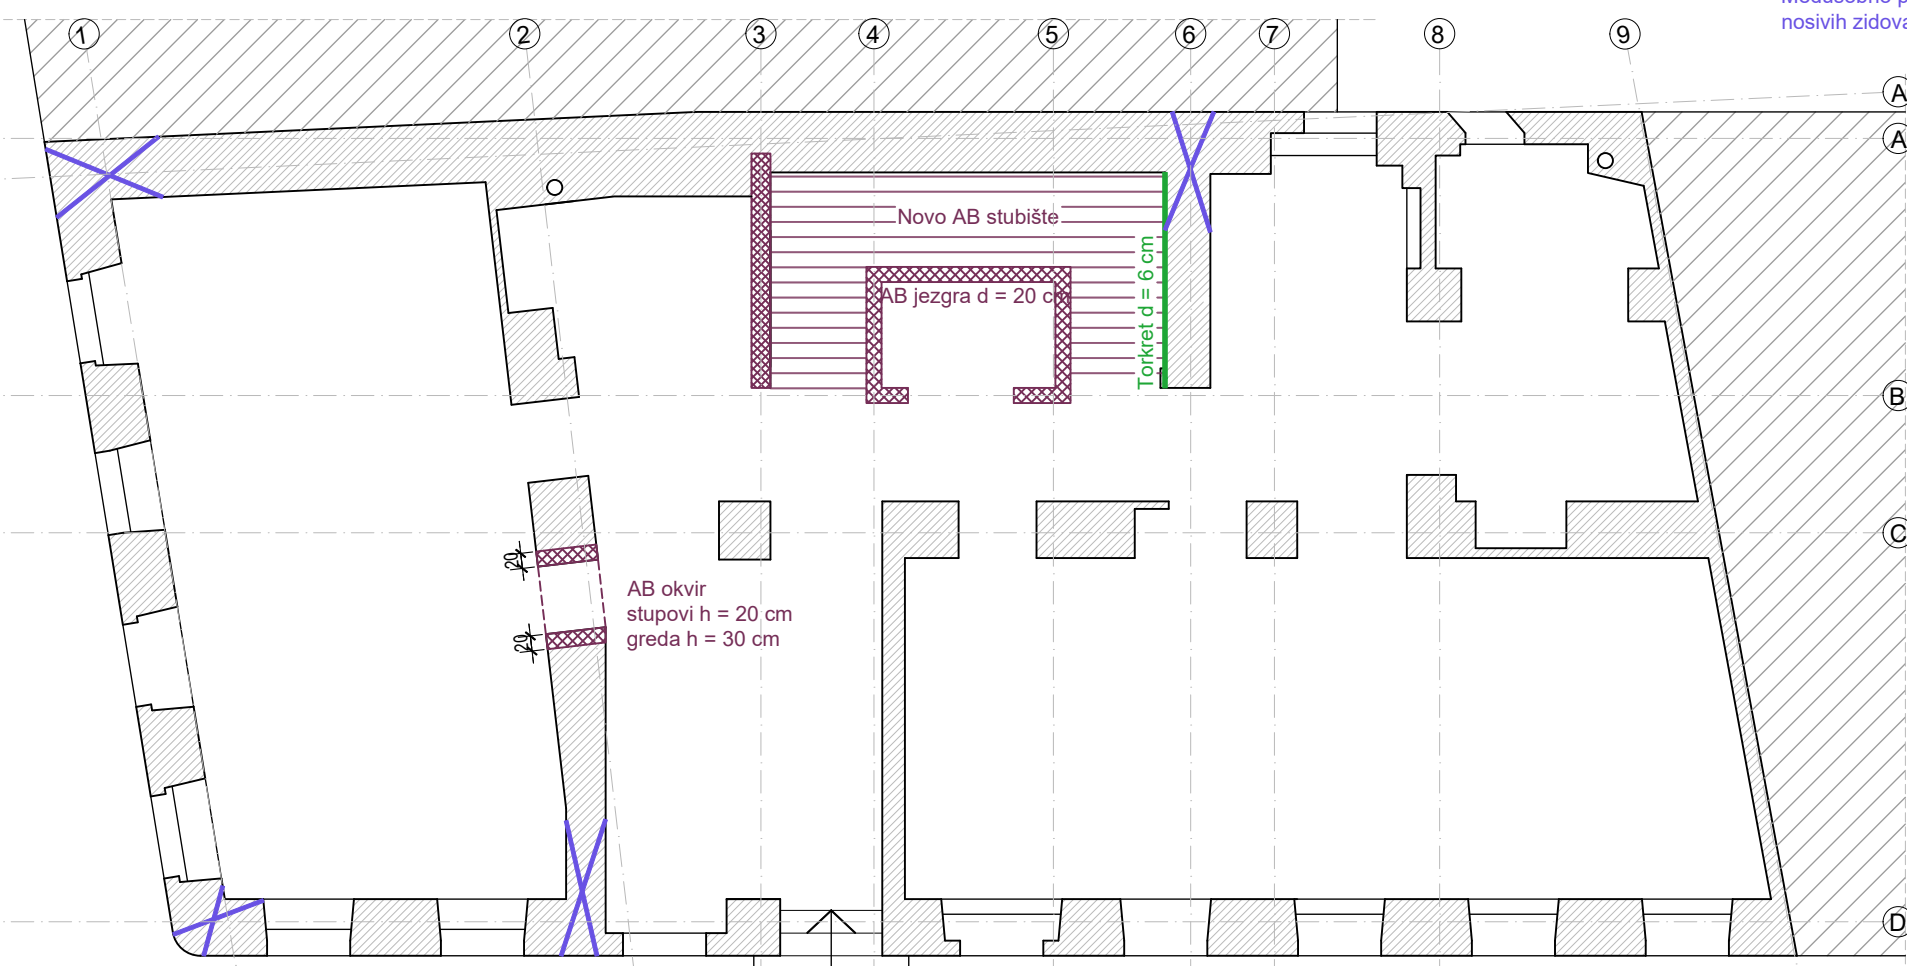 nosivih zidova
1
2
3
4
5
6
7
8
9
A
A
Novo AB stubište
Torkret d = 6 cm
AB jezgra d = 20 cm
B
C
20
AB okvir
stupovi h = 20 cm
greda h = 30 cm
20
D